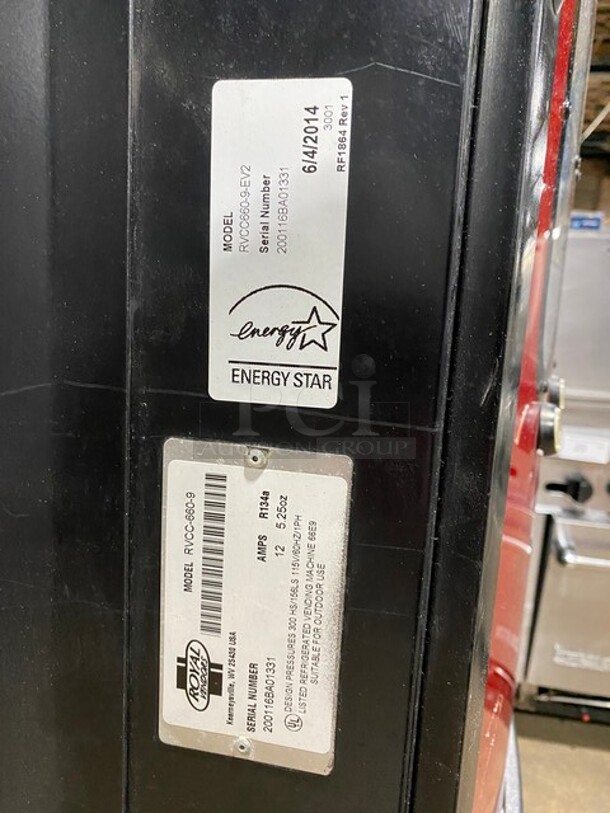 MODEL
RVCC660-9-EV2
Serial Number
200116BA01331
6/4/2014
3001
RF1864 Rev 1
energy
ENERGY STAR
PCi
AUCTION GROUP
MODEL RVCC-660-9
ROYAL
VENDORS
Kearneysville, WV 25430 USA
AMPS R134a
12 5.25oz
SERIAL NUMBER
200116BA01331
UL DESIGN PRESSURES 300 HS/156LS 115V/60HZ/1PH
LISTED REFRIGERATED VENDING MACHINE 66E9
SUITABLE FOR OUTDOOR USE